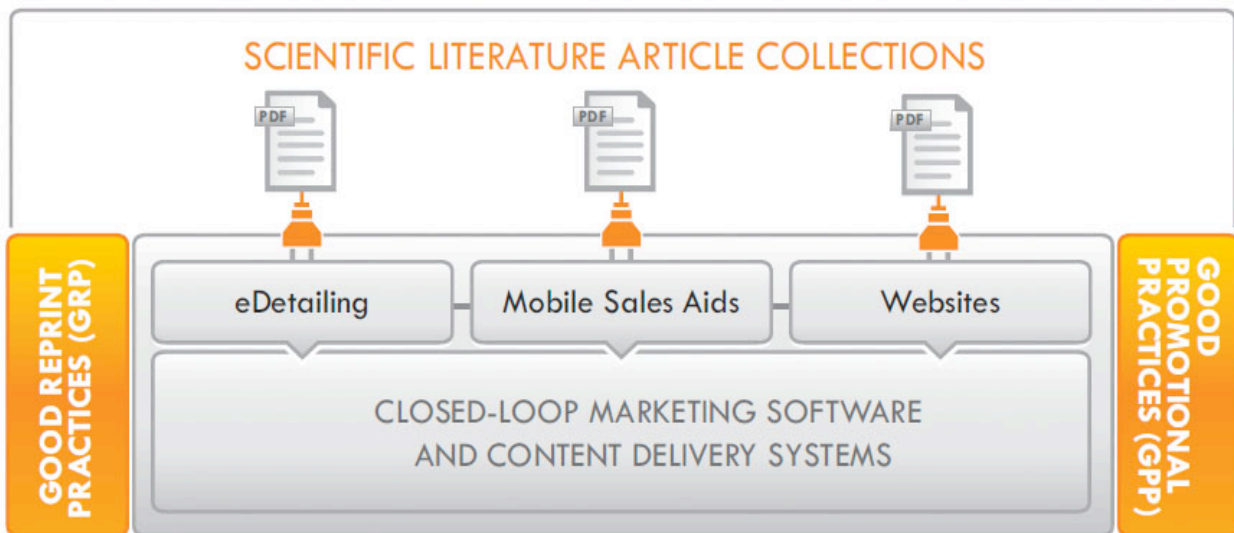 SCIENTIFIC LITERATURE ARTICLE COLLECTIONS
PDF
PDF
PDF
GOOD REPRINT
PRACTICES (GRP)
eDetailing
Mobile Sales Aids
Websites
CLOSED-LOOP MARKETING SOFTWARE
AND CONTENT DELIVERY SYSTEMS
GOOD
PROMOTIONAL
PRACTICES (GPP)